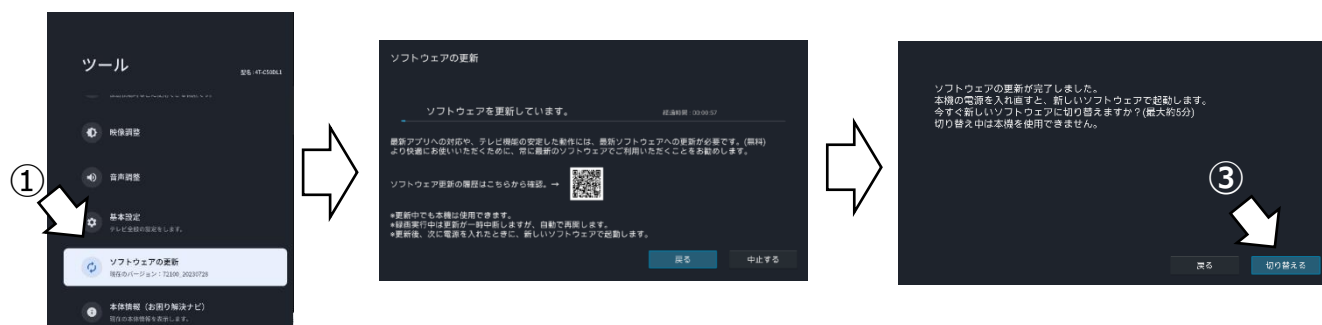 ツール
型名:4T-C50DL1
映像調整
音声調整
①
基本設定
テレビ全般の設定をします。
ソフトウェアの更新
現在のバージョン:72100_20230728
本体情報(お困り解決ナビ)
現在の本体情報を表示します。
ソフトウェアの更新
ソフトウェアを更新しています。
経過時間 00:00:57
最新アプリへの対応や、テレビ機能の安定した動作には、最新ソフトウェアへの更新が必要です。(無料)
より快適にお使いいただくために、常に最新のソフトウェアでご利用いただくことをお勧めします。
ソフトウェア更新の履歴はこちらから確認。→
*更新中でも本機は使用できます。
*録画実行中は更新が一時中断しますが、自動で再開します。
*更新後、次に電源を入れたときに、新しいソフトウェアで起動します。
戻る
中止する
ソフトウェアの更新が完了しました。
本機の電源を入れ直すと、新しいソフトウェアで起動します。
今すぐ新しいソフトウェアに切り替えますか?(最大約5分)
切り替え中は本機を使用できません。
③
戻る
切り替える